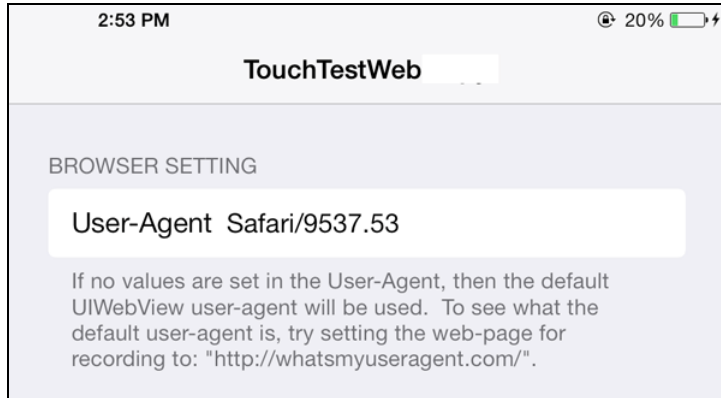 2:53 PM 20%
TouchTestWeb
BROWSER SETTING
User-Agent Safari/9537.53
If no values are set in the User-Agent, then the default
UIWebView user-agent will be used. To see what the
default user-agent is, try setting the web-page for
recording to: "http://whatsmyuseragent.com/".